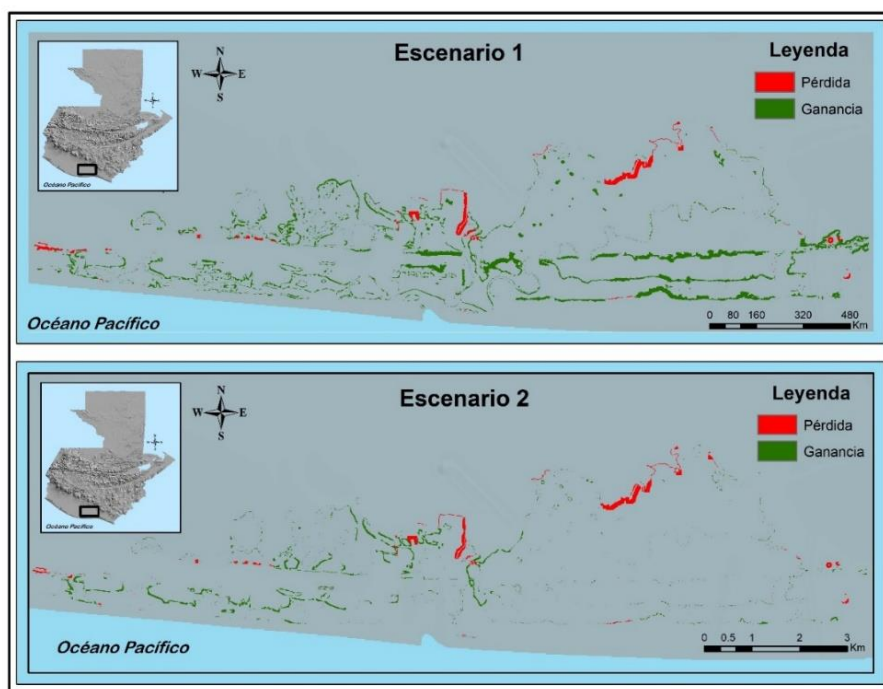 Escenario 1
N
W E
S
Leyenda
Pérdida
Ganancia
Océano Pacífico
Océano Pacífico
0 80 160 320 480
Km
Escenario 2
N
W E
S
Leyenda
Pérdida
Ganancia
Océano Pacífico
Océano Pacífico
0 0.5 1 2 3
Km